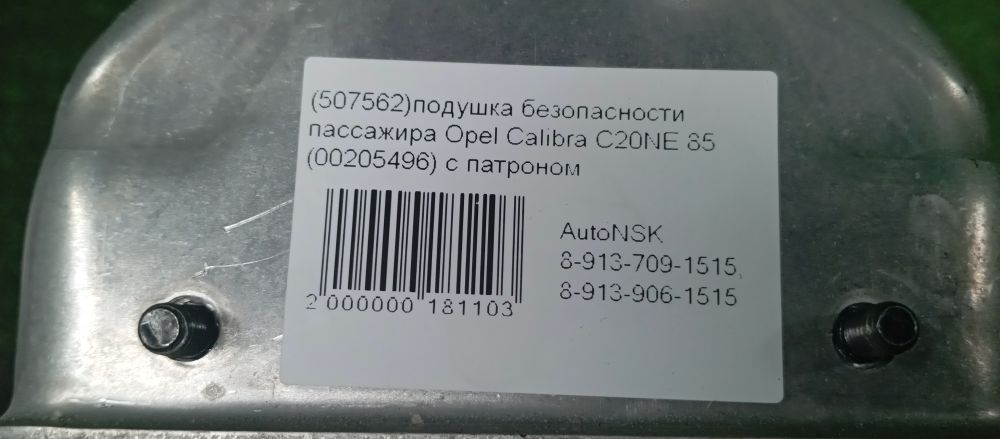 (507562)подушка безопасности
пассажира Opel Calibra C20NE 85
(00205496) с патроном
AutoNSK
8-913-709-1515,
8-913-906-1515
2 000000 181103